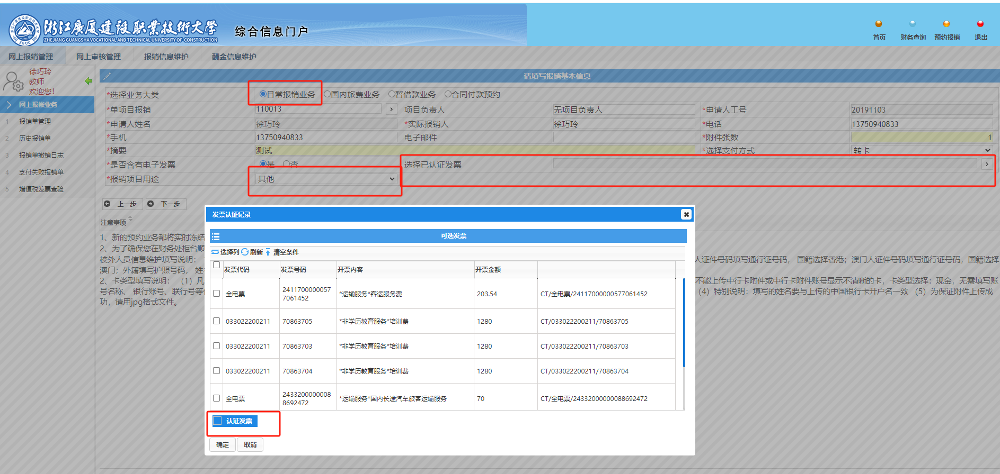 浙江廣厦建设职业技術大学
ZHEJIANG GUANGSHA VOCATIONAL AND TECHNICAL UNIVERSITY OF CONSTRUCTION
综合信息门户
首页 财务查询 预约报销 退出
网上报销管理 网上审核管理 报销信息维护 酬金信息维护
徐巧玲
教师
欢迎您!
网上报帐业务
1 报销单管理
2 历史报销单
3 报销单撤销日志
4 支付失败报销单
5 增值税发票查验
请填写报销基本信息
*选择业务大类 日常报销业务 国内旅费业务 暂借款业务 合同付款预约
*单项目报销 110013 > 项目负责人 无项目负责人 *申请人工号 20191103
*申请人姓名 徐巧玲 *实际报销人 徐巧玲 *电话 13750940833
*手机 13750940833 电子邮件 *附件张数 1
*摘要 测试 *选择支付方式 转卡
*是否含有电子发票 是 否 选择已认证发票 >
*报销项目用途 其他
上一步 下一步
注意事项
1、新的预约业务都将实时冻结
2、为了确保您在财务处柜台顺
校外人员信息维护填写说明： 人证件号码填写通行证号码， 国籍选择香港；澳门人证件号码填写通行证号码，国籍选择
澳门；外籍填写护照号码， 姓
2、卡类型填写说明： （1）凡 不能上传中行卡附件或中行卡附件账号显示不清晰的卡，卡类型选择：现金，无需填写账
号名称、 银行账号、联行号等 （4）特别说明：填写的姓名要与上传的中国银行卡开户名一致 （5）为保证附件上传成
功，请用jpg格式文件。
发票认证记录
可选发票
选择列 刷新 清空条件
发票代码 发票号码 开票内容 开票金额
全电票 2411700000057
7061452 *运输服务*客运服务费 203.54 CT/全电票/24117000000577061452
033022200211 70863705 *非学历教育服务*培训费 1280 CT/033022200211/70863705
033022200211 70863703 *非学历教育服务*培训费 1280 CT/033022200211/70863703
033022200211 70863704 *非学历教育服务*培训费 1280 CT/033022200211/70863704
全电票 2433200000008
8692472 *运输服务*国内长途汽车旅客运输服务 70 CT/全电票/24332000000088692472
认证发票
确定 取消